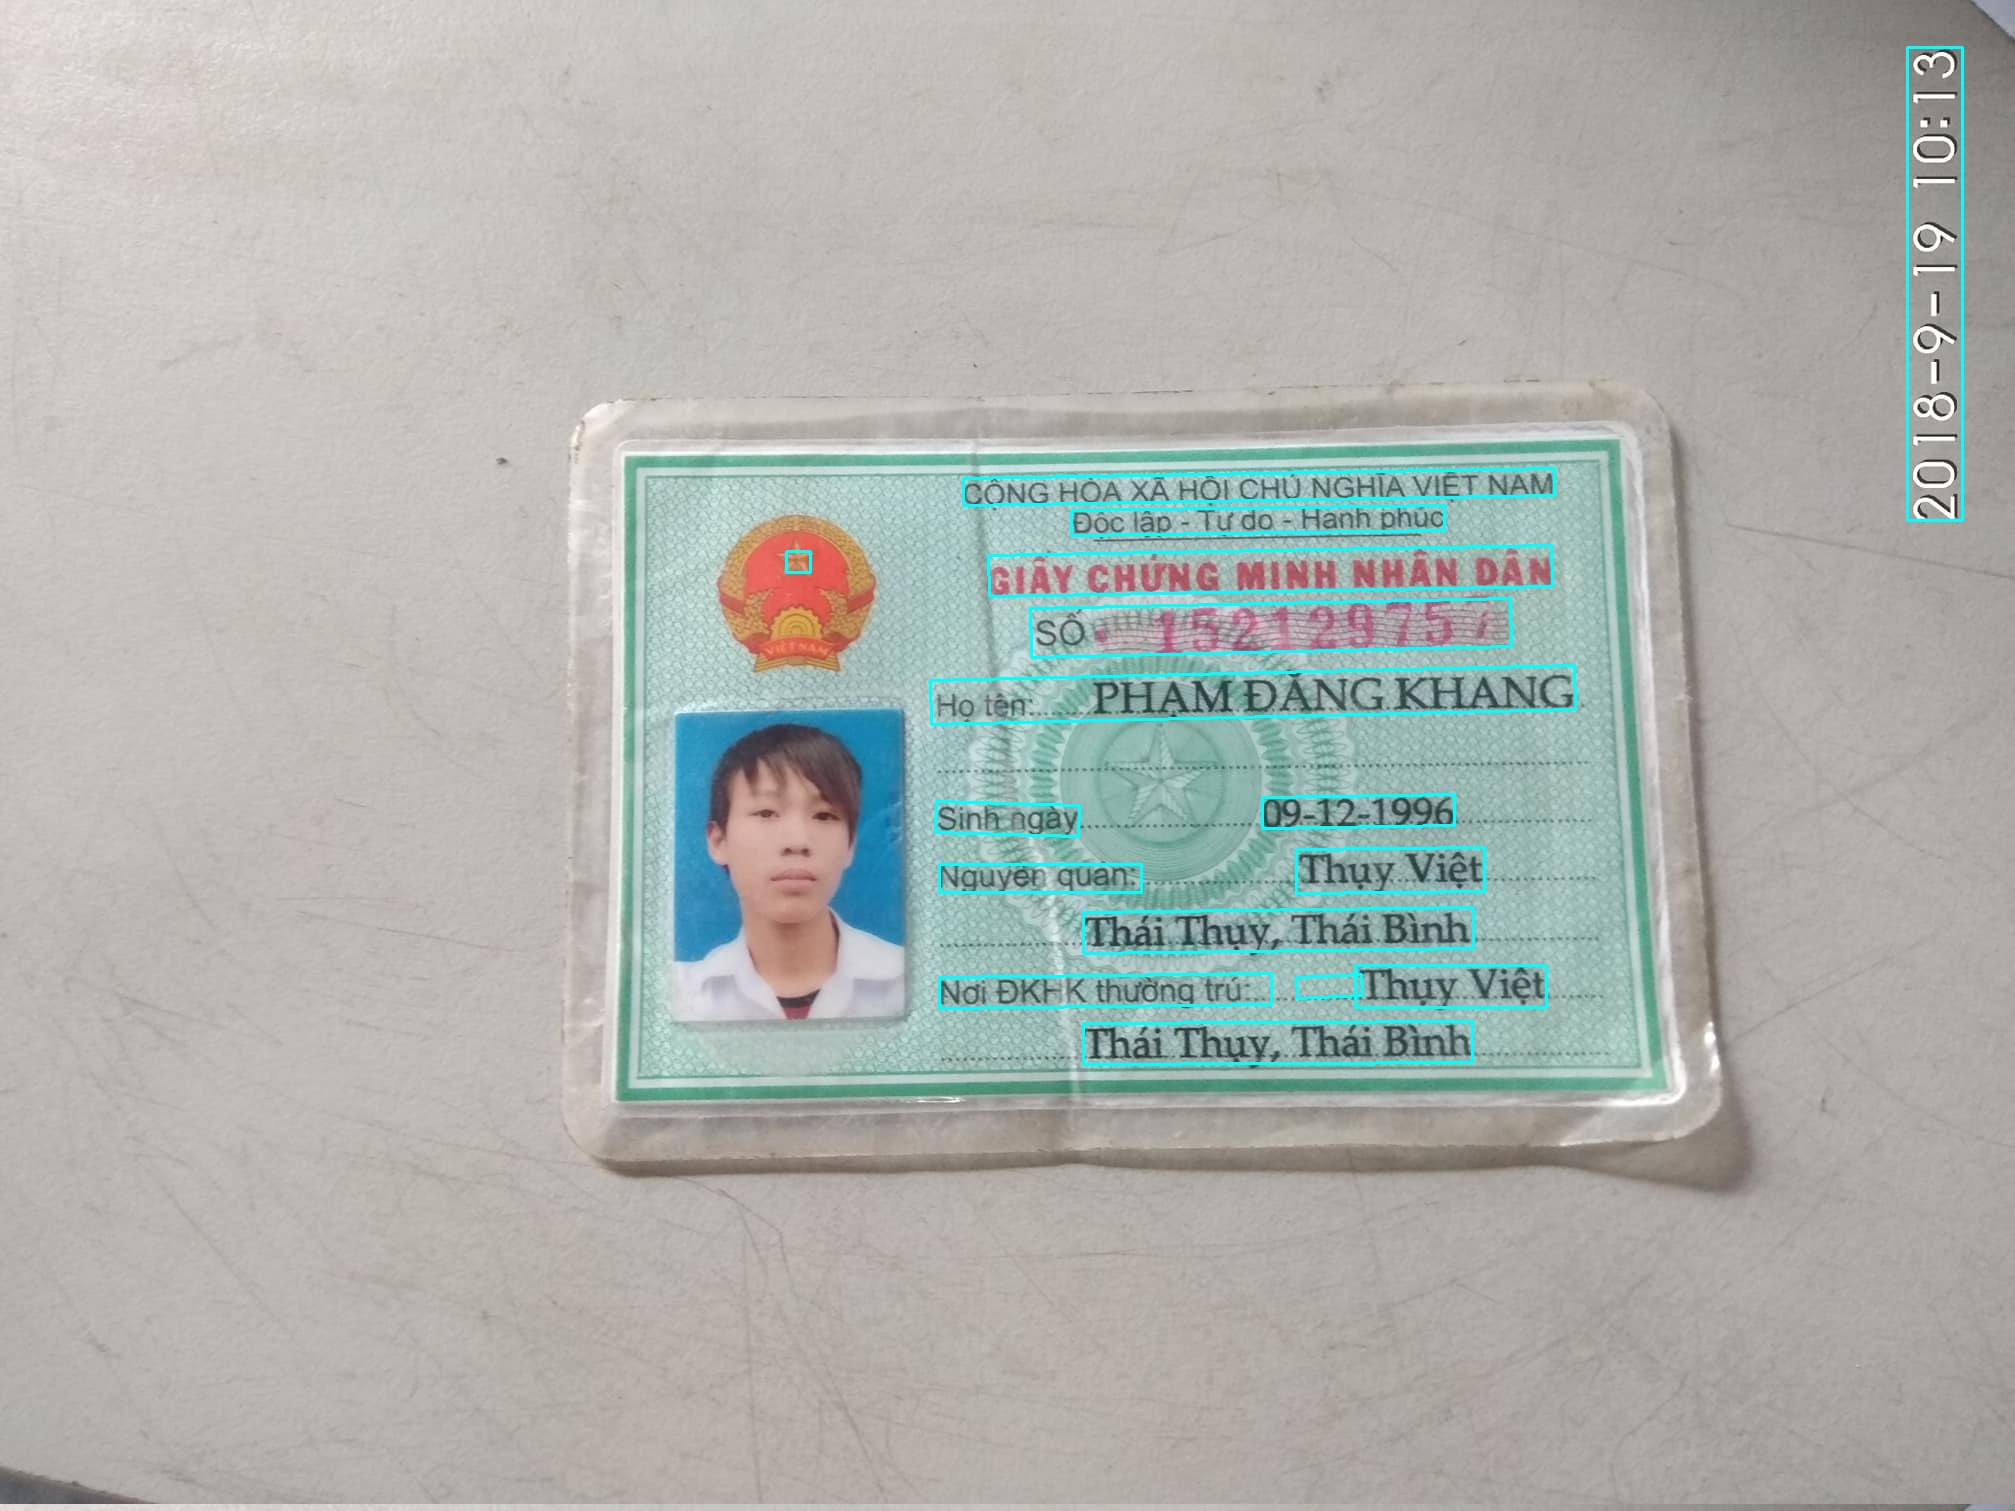 CỘNG HÒA XÃ HỘI CHỦ NGHĨA VIỆT NAM
Độc lập - Tự do - Hạnh phúc
GIẤY CHỨNG MINH NHÂN DÂN
SỐ 152129757
Họ tên: PHẠM ĐĂNG KHANG
Sinh ngày 09-12-1996
Nguyên quán: Thụy Việt
Thái Thụy, Thái Bình
Nơi ĐKHK thường trú: Thụy Việt
Thái Thụy, Thái Bình
VIỆT NAM
2018-9-19 10:13